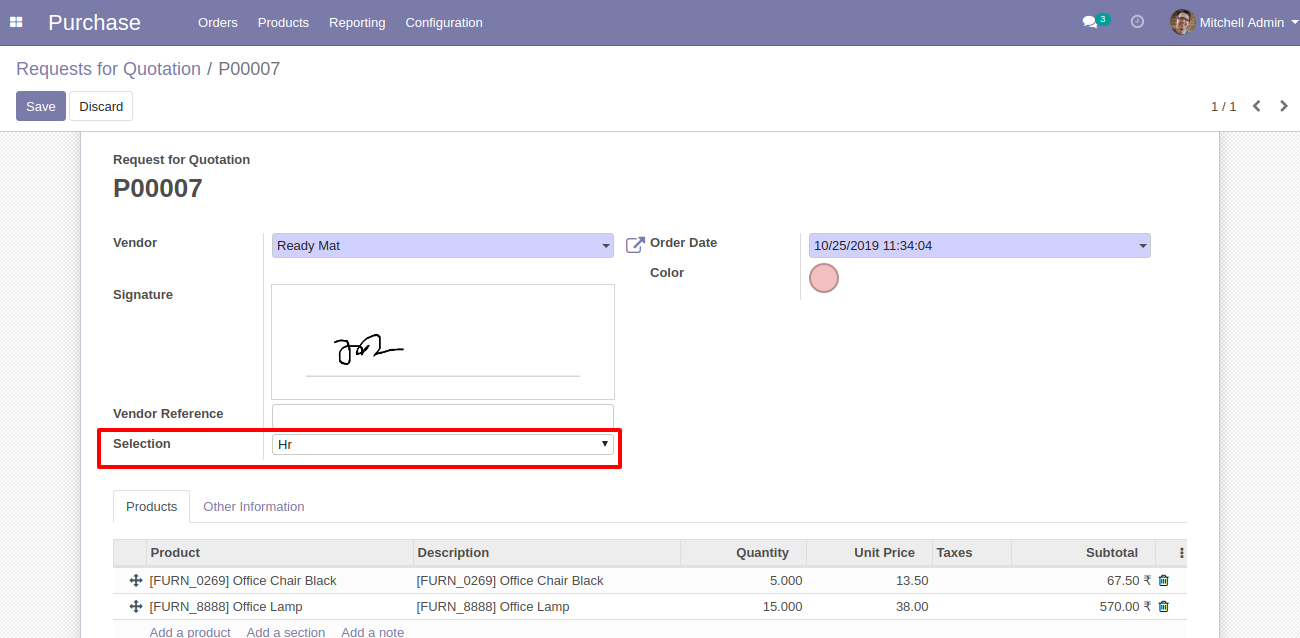 Purchase Orders Products Reporting Configuration 3 Mitchell Admin
Requests for Quotation / P00007
Save Discard 1 / 1
Request for Quotation
P00007
Vendor Ready Mat Order Date 10/25/2019 11:34:04
Color
Signature
Vendor Reference
Selection Hr
Products Other Information
Product Description Quantity Unit Price Taxes Subtotal
[FURN_0269] Office Chair Black [FURN_0269] Office Chair Black 5.000 13.50 67.50 ₹
[FURN_8888] Office Lamp [FURN_8888] Office Lamp 15.000 38.00 570.00 ₹
Add a product Add a section Add a note